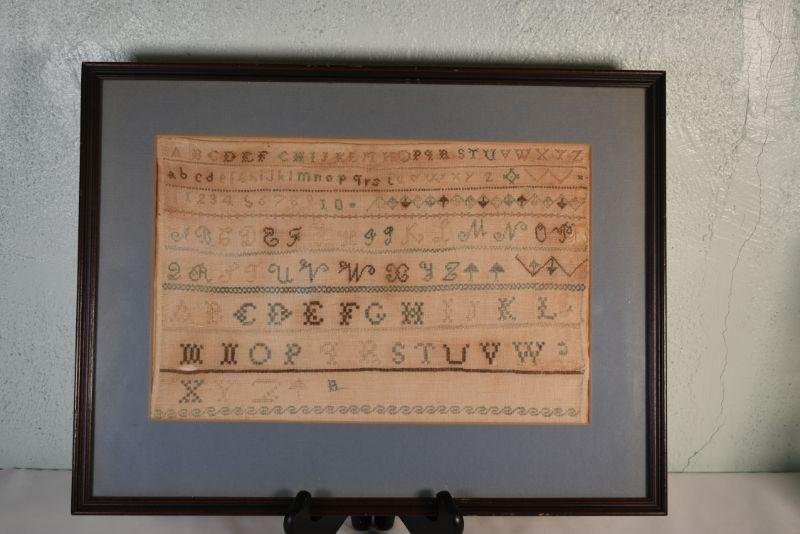 A B C D E F G H I J K L M N O P q R S T U V W X Y Z
a b c d e f g h i j k l m n o p q r s t u v w x y z
1 2 3 4 5 6 7 8 9 10
A B C D E F G H I J K L M N O P
Q R S T U V W X Y Z
A B C D E F G H I J K L
M N O P q R S T U V W
X Y Z